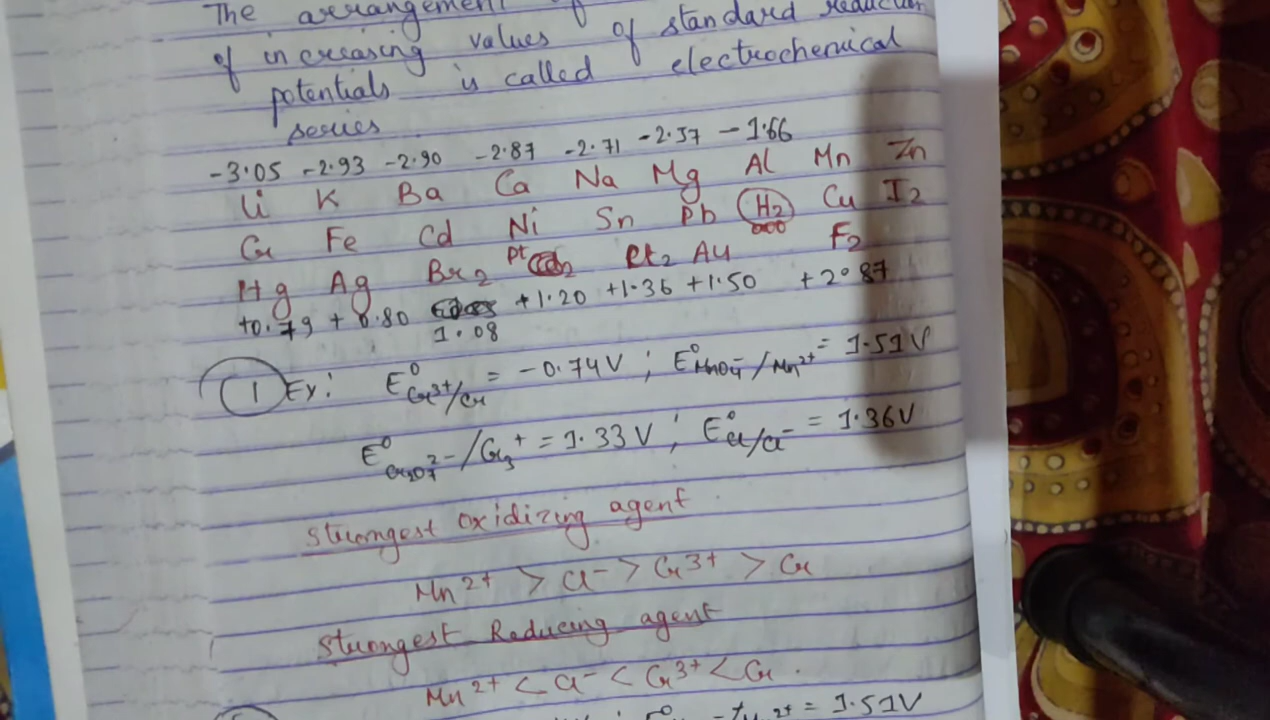 The arrangement of
of increasing values of standard reduction
potentials is called electrochemical
series
-3.05 -2.93 -2.90 -2.87 -2.71 -2.37 -1.66
Li K Ba Ca Na Mg Al Mn Zn
Cr Fe Cd Ni Sn Pb H2 Cu I2
0.00
Hg Ag Br2 Pt Au F2
+0.79 + 0.80 +1.20 +1.36 +1.50 +2.87
1.08
1 Ex: E°Cr3+/Cr = -0.74V ; E°MnO4-/Mn2+ = 1.51V
E°Cr2O7 2-/Cr3+ = 1.33V ; E°Cl/Cl- = 1.36V
Strongest oxidizing agent
Mn2+ > Cl- > Cr3+ > Cr
Strongest Reducing agent
Mn2+ < Cl- < Cr3+ < Cr.
2+ = 1.51V